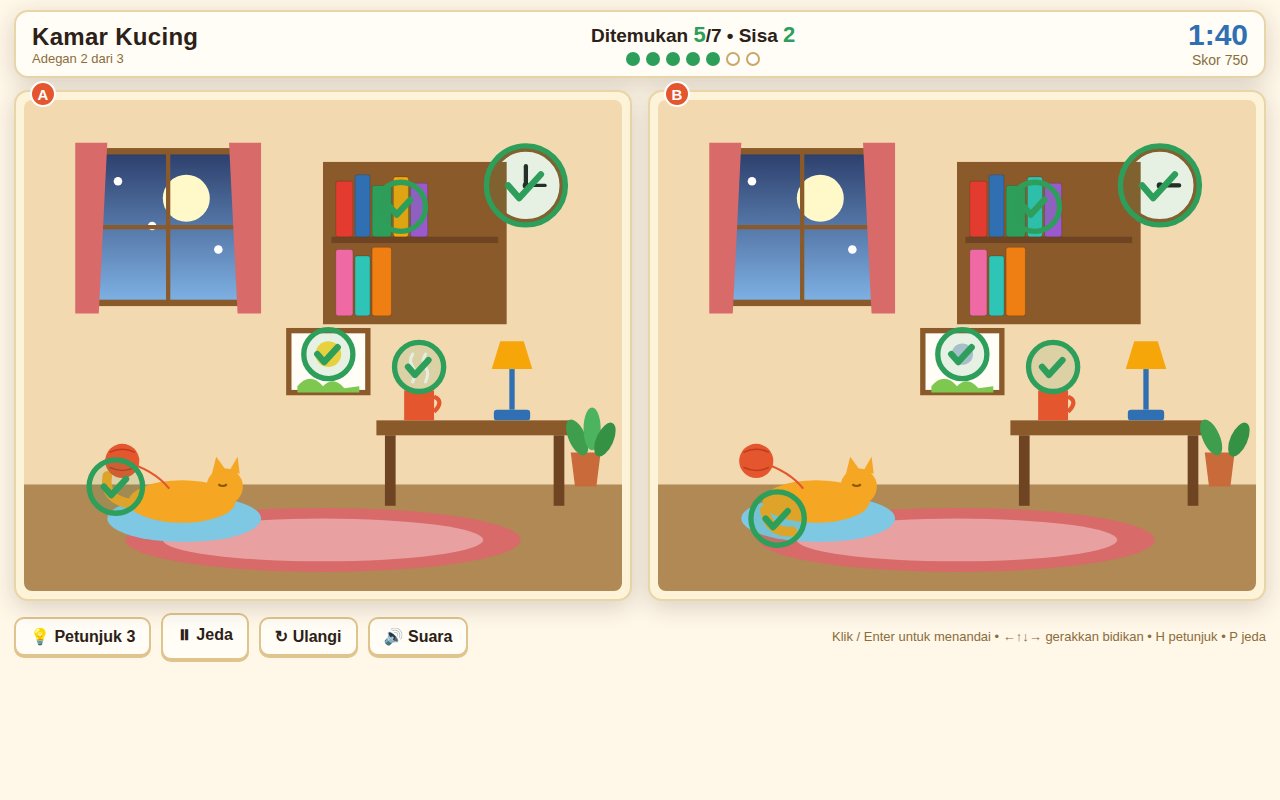 Kamar Kucing
Adegan 2 dari 3
Ditemukan 5/7 • Sisa 2
1:40
Skor 750
A
B
💡 Petunjuk 3
⏸ Jeda
↻ Ulangi
🔊 Suara
Klik / Enter untuk menandai • ←↑↓→ gerakkan bidikan • H petunjuk • P jeda